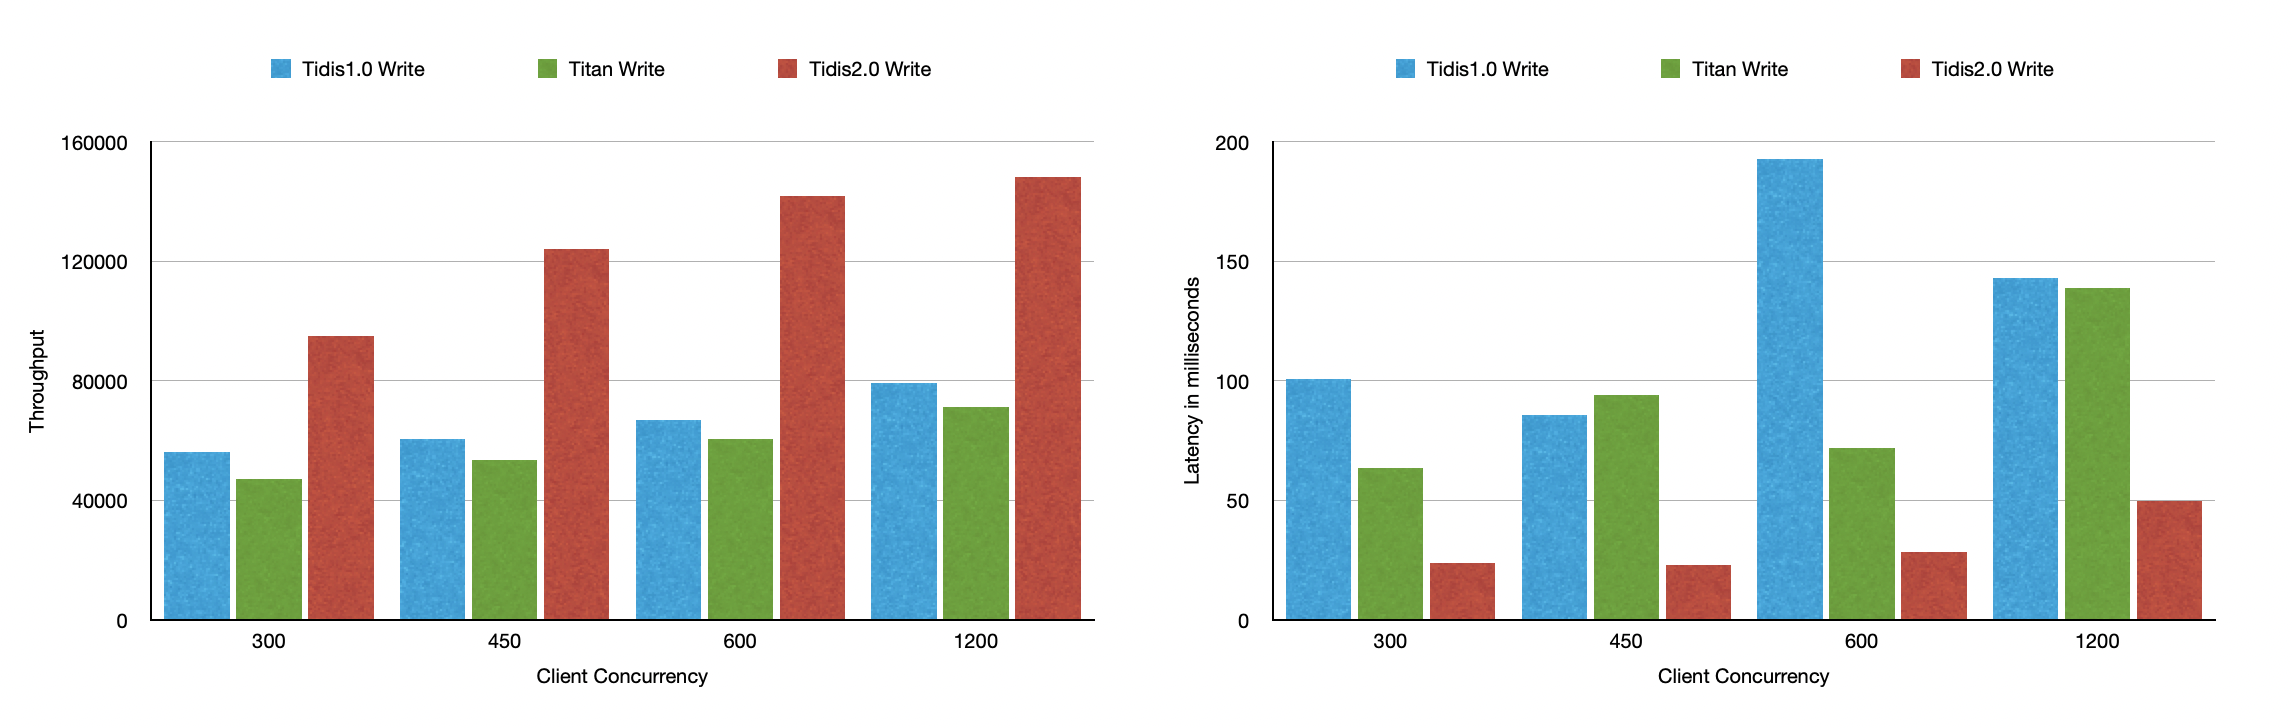 Tidis1.0 Write Titan Write Tidis2.0 Write
160000
120000
80000
40000
0
Throughput
300 450 600 1200
Client Concurrency
Tidis1.0 Write Titan Write Tidis2.0 Write
200
150
100
50
0
Latency in milliseconds
300 450 600 1200
Client Concurrency